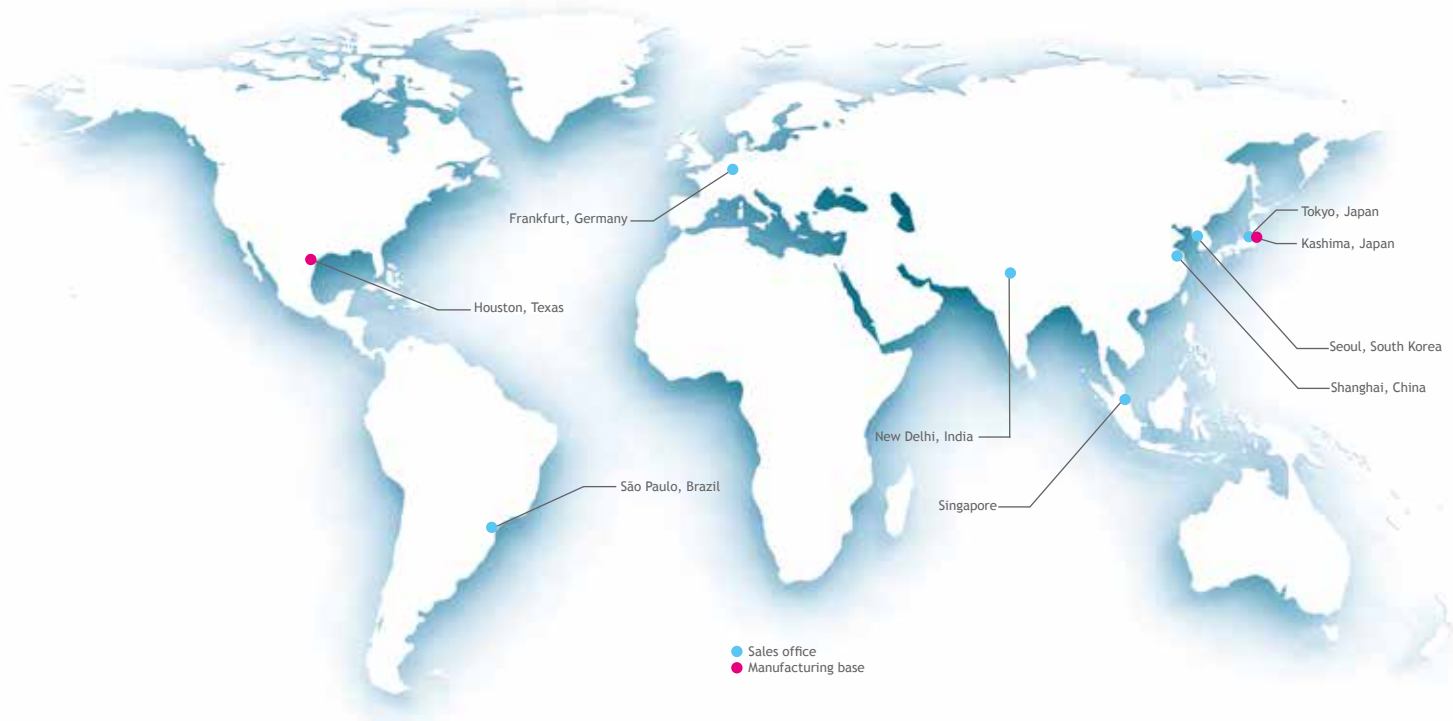 Tokyo, Japan
Frankfurt, Germany
Kashima, Japan
Houston, Texas
Seoul, South Korea
Shanghai, China
New Delhi, India
São Paulo, Brazil
Singapore
Sales office
Manufacturing base